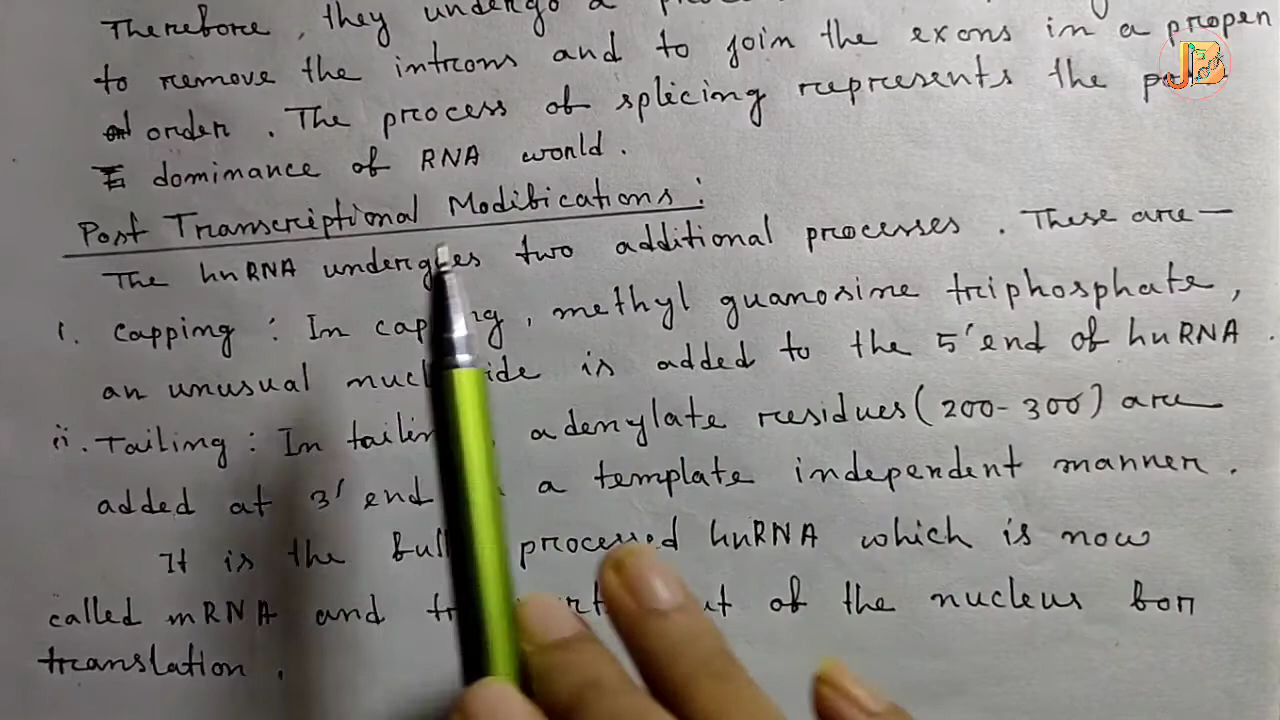 Therefore, they undergo a
to remove the introns and to join the exons in a proper
order. The process of splicing represents the
dominance of RNA world.
Post Transcriptional Modifications:
The hnRNA undergoes two additional processes. These are—
i. Capping: In capping, methyl guanosine triphosphate,
an unusual is added to the 5' end of hnRNA.
ii. Tailing: In adenylate residues (200-300) are
added at 3' end a template independent manner.
It is the processed hnRNA which is now
called mRNA and of the nucleus for
translation.